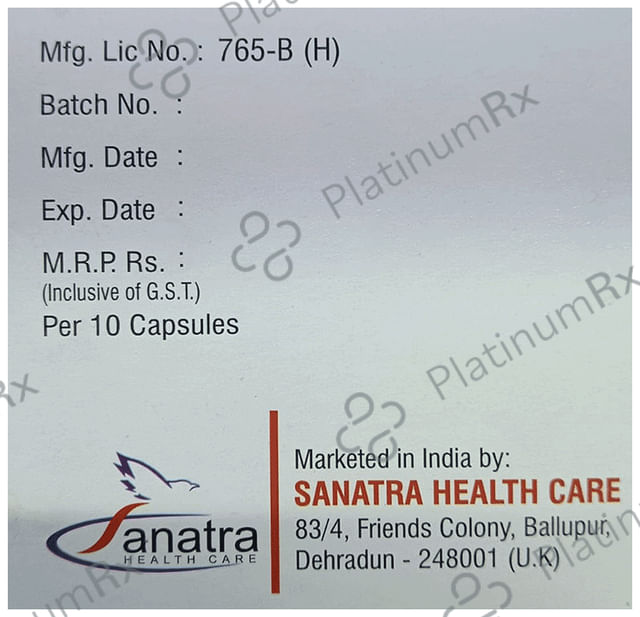 Mfg. Lic No. : 765-B (H)
Batch No. :
Mfg. Date :
Exp. Date :
M.R.P. Rs. :
(Inclusive of G.S.T.)
Per 10 Capsules
Sanatra
HEALTH CARE
Marketed in India by:
SANATRA HEALTH CARE
83/4, Friends Colony, Ballupur,
Dehradun - 248001 (U.K)
PlatinumRx
PlatinumRx